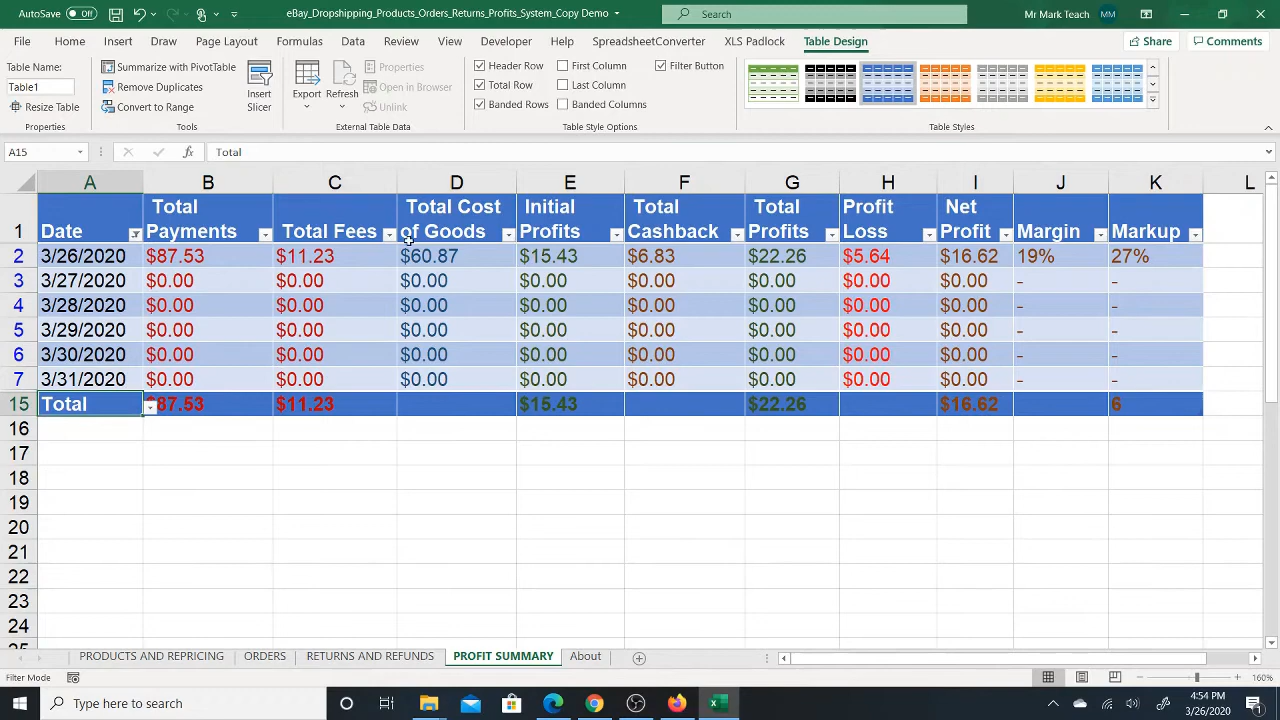 AutoSave Off
eBay_Dropshipping_Products_Orders_Returns_Profits_System_Copy Demo
Search
Mr Mark Teach MM
File Home Insert Draw Page Layout Formulas Data Review View Developer Help SpreadsheetConverter XLS Padlock Table Design Share Comments
Table Name:
Table1
Resize Table
Properties
Summarize with PivotTable
Remove Duplicates
Convert to Range
Tools
Insert
Slicer
Export
Refresh
Properties
Open in Browser
Unlink
External Table Data
Header Row
Total Row
Banded Rows
First Column
Last Column
Banded Columns
Filter Button
Table Style Options
Table Styles
A15 fx Total
A B C D E F G H I J K L
1 Date Total Payments Total Fees Total Cost of Goods Initial Profits Total Cashback Total Profits Profit Loss Net Profit Margin Markup
2 3/26/2020 $87.53 $11.23 $60.87 $15.43 $6.83 $22.26 $5.64 $16.62 19% 27%
3 3/27/2020 $0.00 $0.00 $0.00 $0.00 $0.00 $0.00 $0.00 $0.00 - -
4 3/28/2020 $0.00 $0.00 $0.00 $0.00 $0.00 $0.00 $0.00 $0.00 - -
5 3/29/2020 $0.00 $0.00 $0.00 $0.00 $0.00 $0.00 $0.00 $0.00 - -
6 3/30/2020 $0.00 $0.00 $0.00 $0.00 $0.00 $0.00 $0.00 $0.00 - -
7 3/31/2020 $0.00 $0.00 $0.00 $0.00 $0.00 $0.00 $0.00 $0.00 - -
15 Total $87.53 $11.23 $15.43 $22.26 $16.62 6
16
17
18
19
20
21
22
23
24
PRODUCTS AND REPRICING ORDERS RETURNS AND REFUNDS PROFIT SUMMARY About
Filter Mode
160%
Type here to search
4:54 PM
3/26/2020